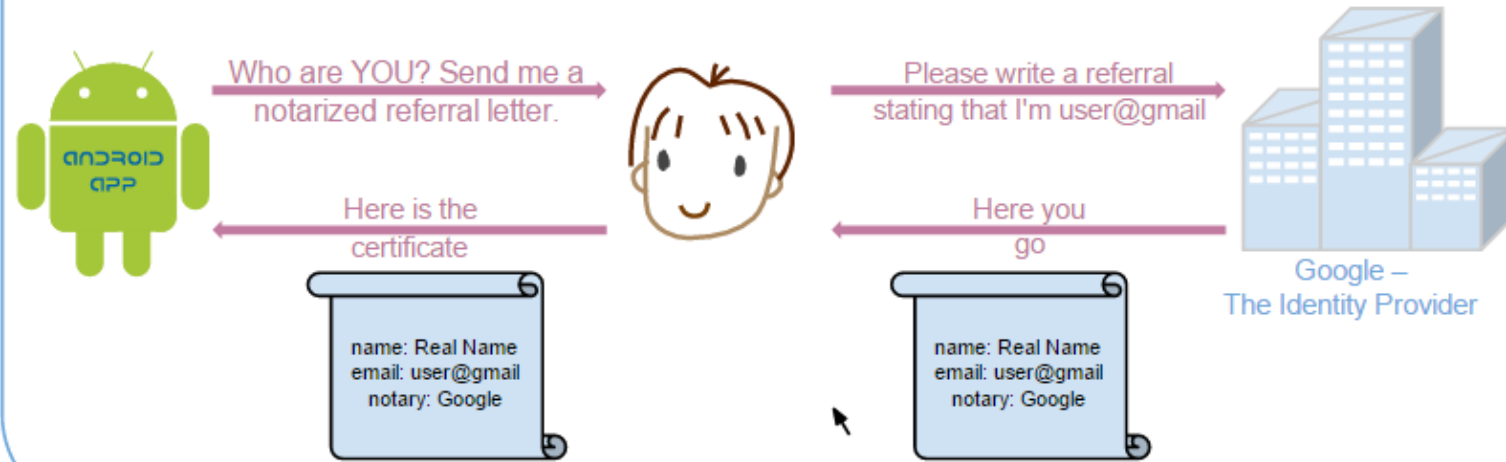 Who are YOU? Send me a
notarized referral letter.
Please write a referral
stating that I'm user@gmail
ANDROID
APP
Here is the
certificate
Here you
go
Google –
The Identity Provider
name: Real Name
email: user@gmail
notary: Google
name: Real Name
email: user@gmail
notary: Google